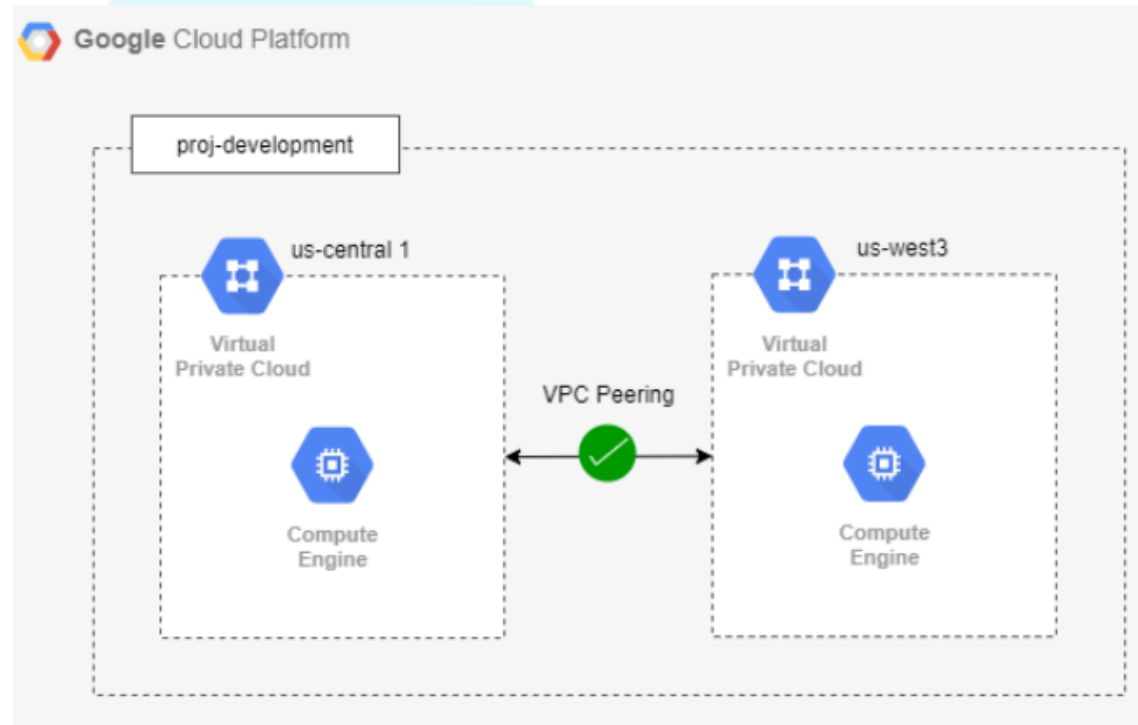 Google Cloud Platform
proj-development
us-central 1
us-west3
Virtual
Private Cloud
Virtual
Private Cloud
VPC Peering
Compute
Engine
Compute
Engine